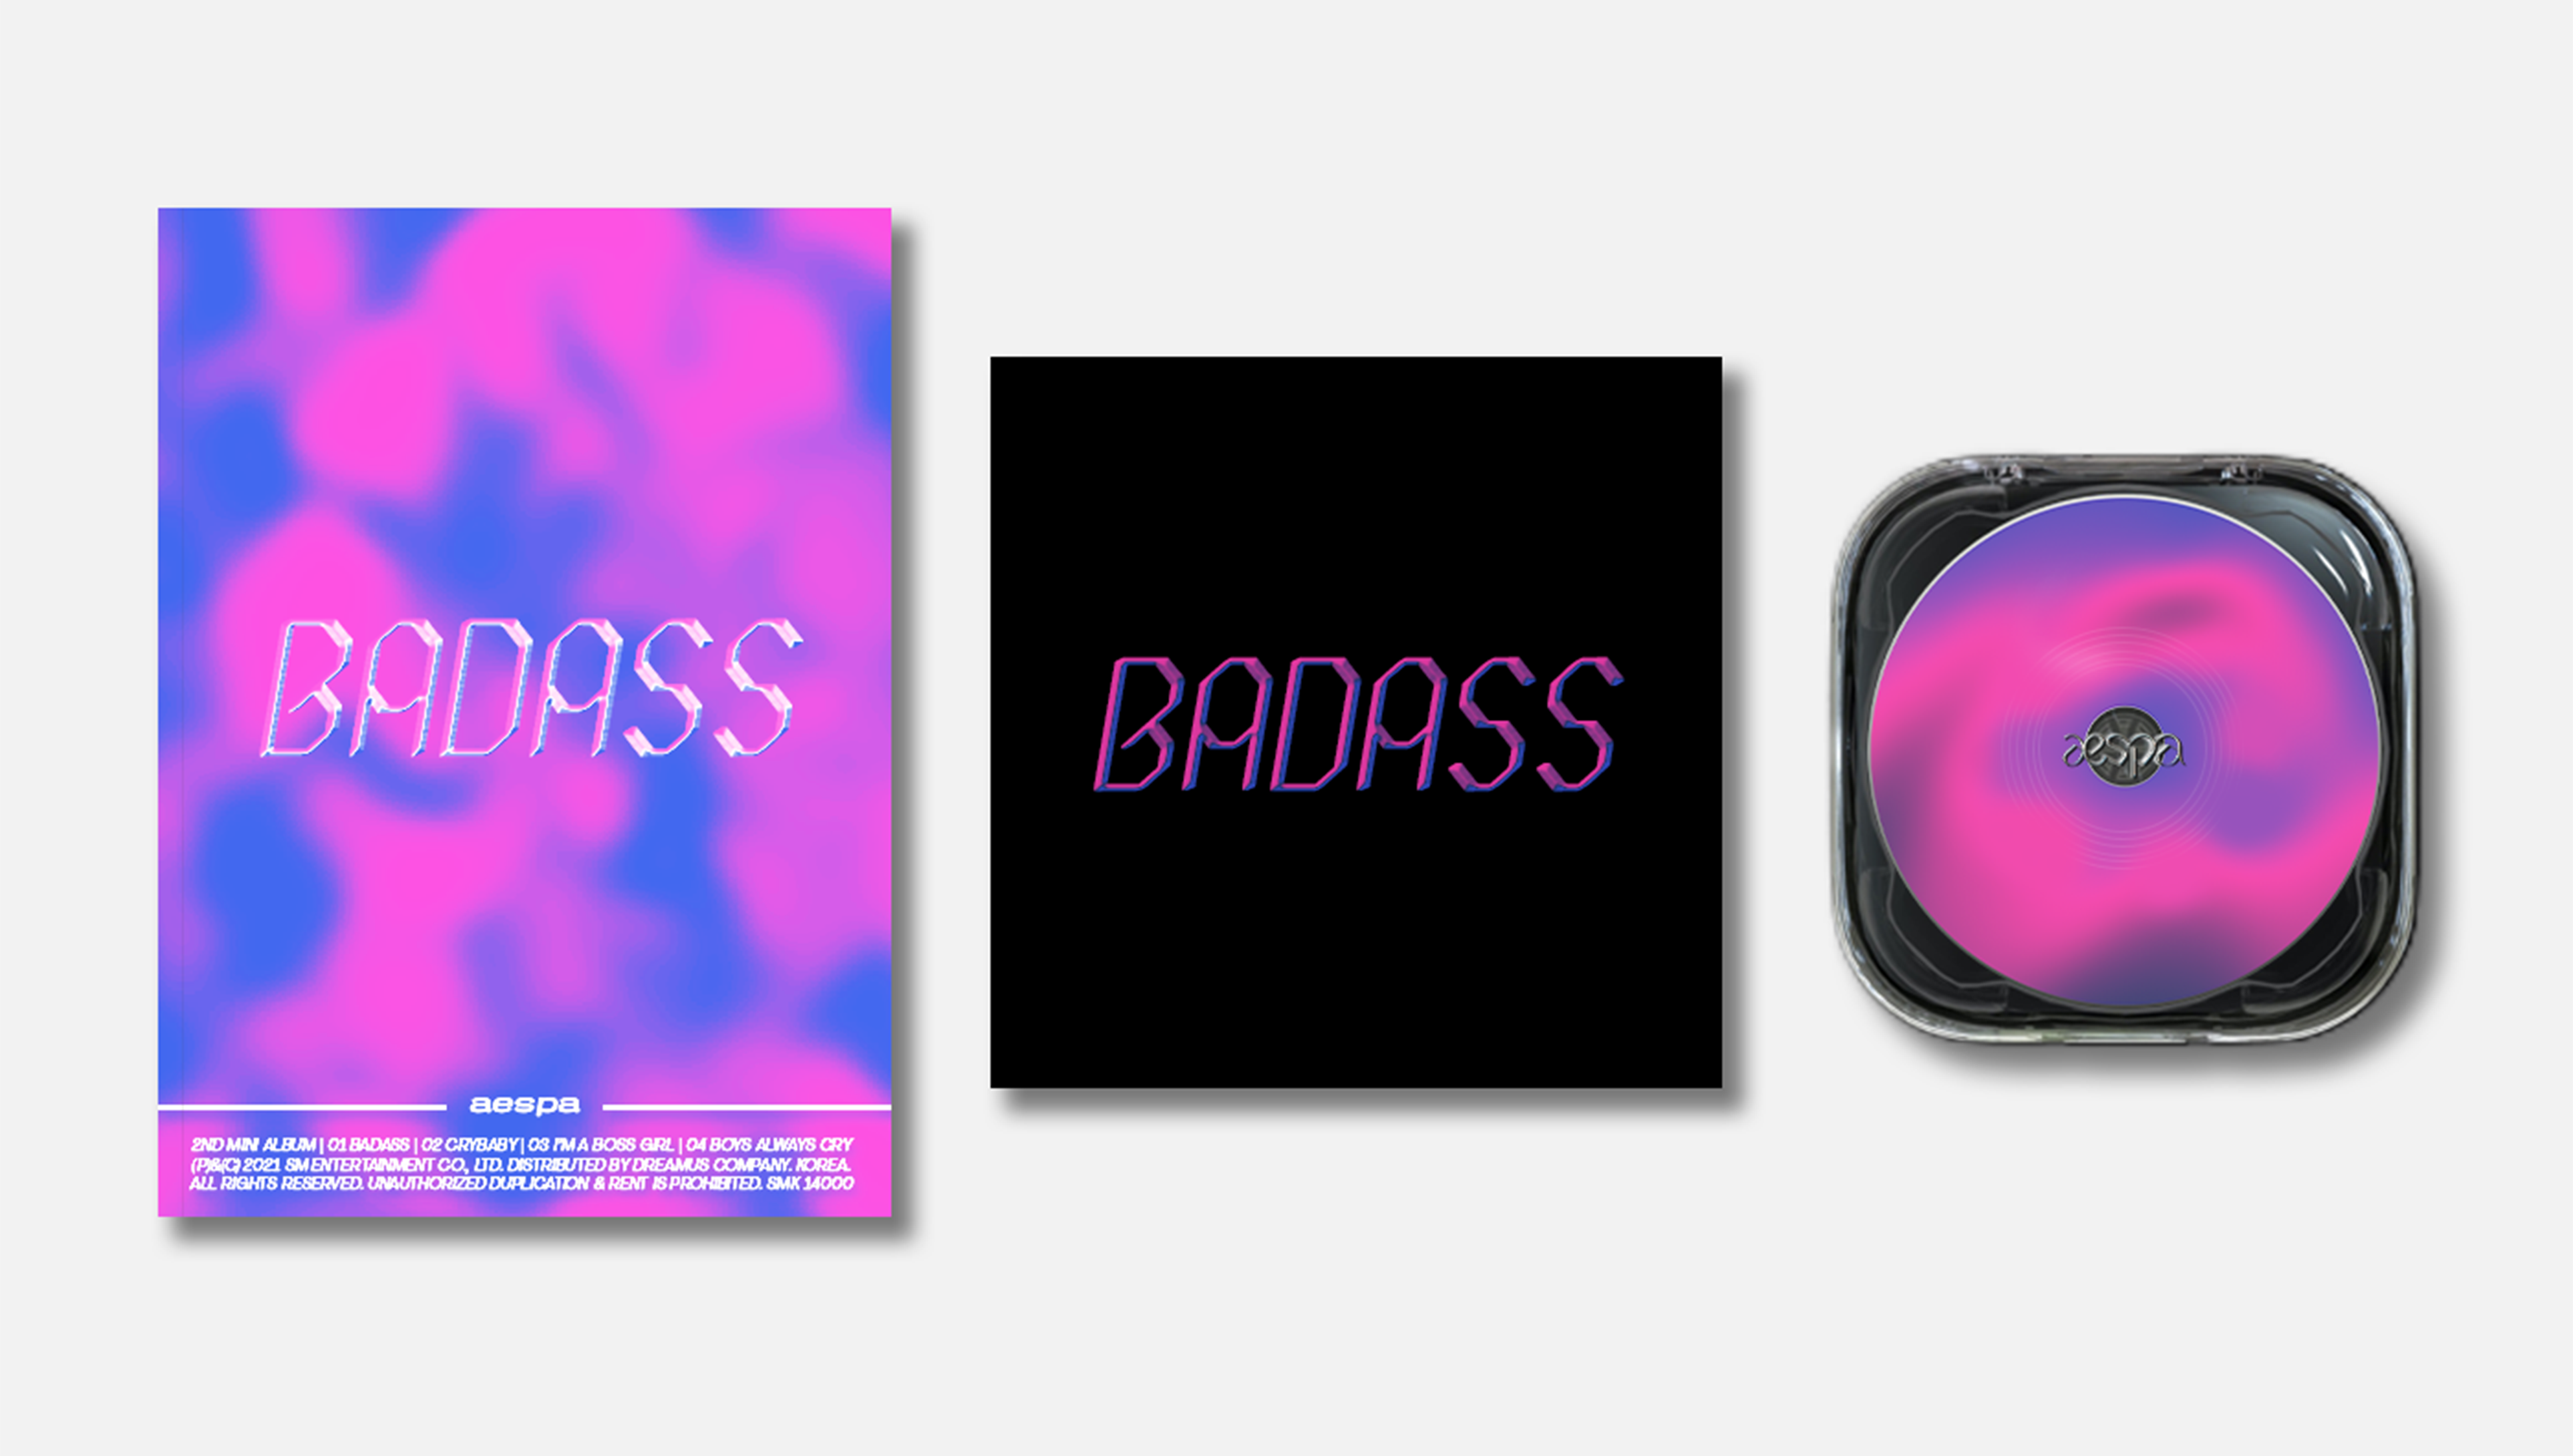 BADASS
aespa
2ND MINI ALBUM | 01 BADASS | 02 CRYBABY | 03 I'M A BOSS GIRL | 04 BOYS ALWAYS CRY
(P)&(C) 2021 SM ENTERTAINMENT CO., LTD. DISTRIBUTED BY DREAMUS COMPANY. KOREA.
ALL RIGHTS RESERVED. UNAUTHORIZED DUPLICATION & RENT IS PROHIBITED. SMK 14000
BADASS
aespa